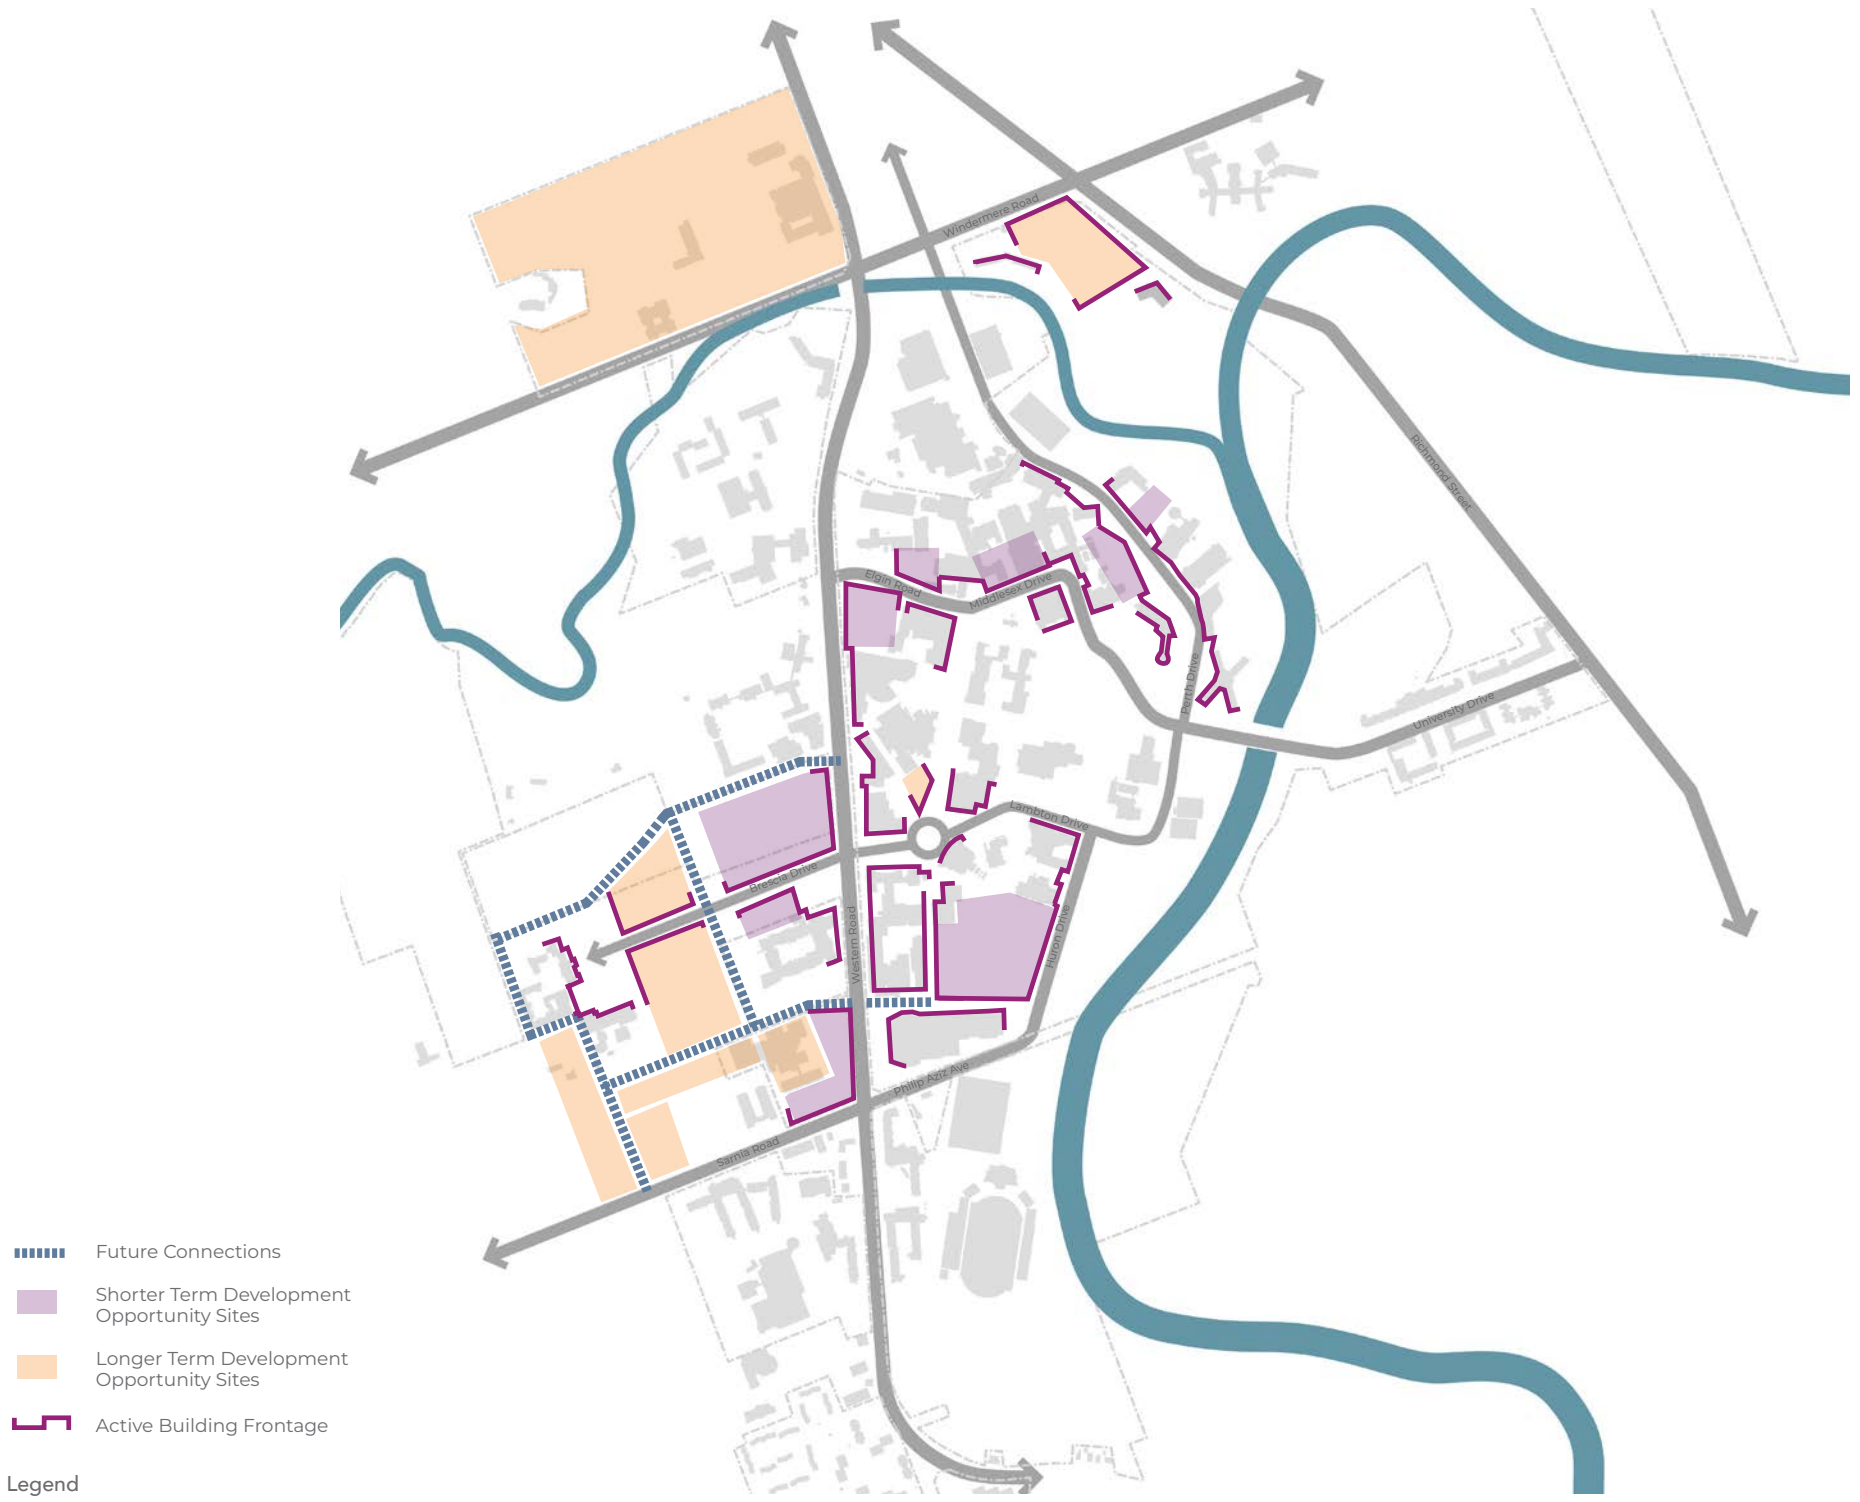 Windermere Road
Richmond Street
Elgin Road
Middlesex Drive
Perth Drive
University Drive
Lambton Drive
Brescia Drive
Western Road
Huron Drive
Philip Aziz Ave
Sarnia Road
Future Connections
Shorter Term Development
Opportunity Sites
Longer Term Development
Opportunity Sites
Active Building Frontage
Legend